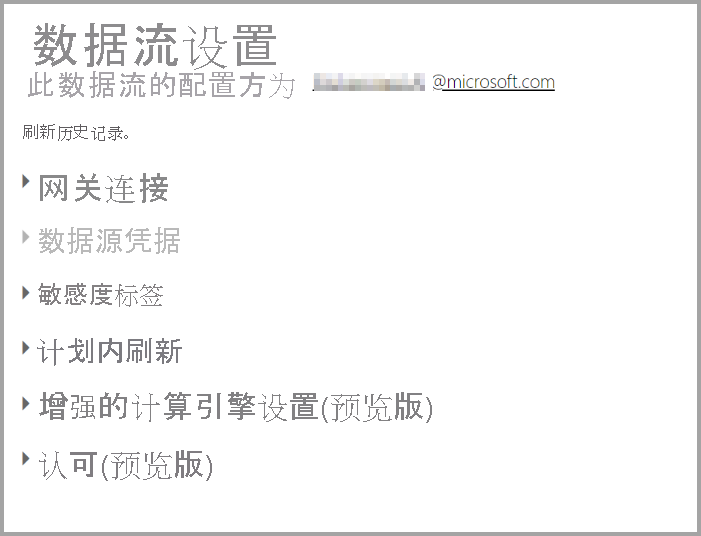 数据流设置
此数据流的配置方为 @microsoft.com
刷新历史记录。
网关连接
数据源凭据
敏感度标签
计划内刷新
增强的计算引擎设置(预览版)
认可(预览版)